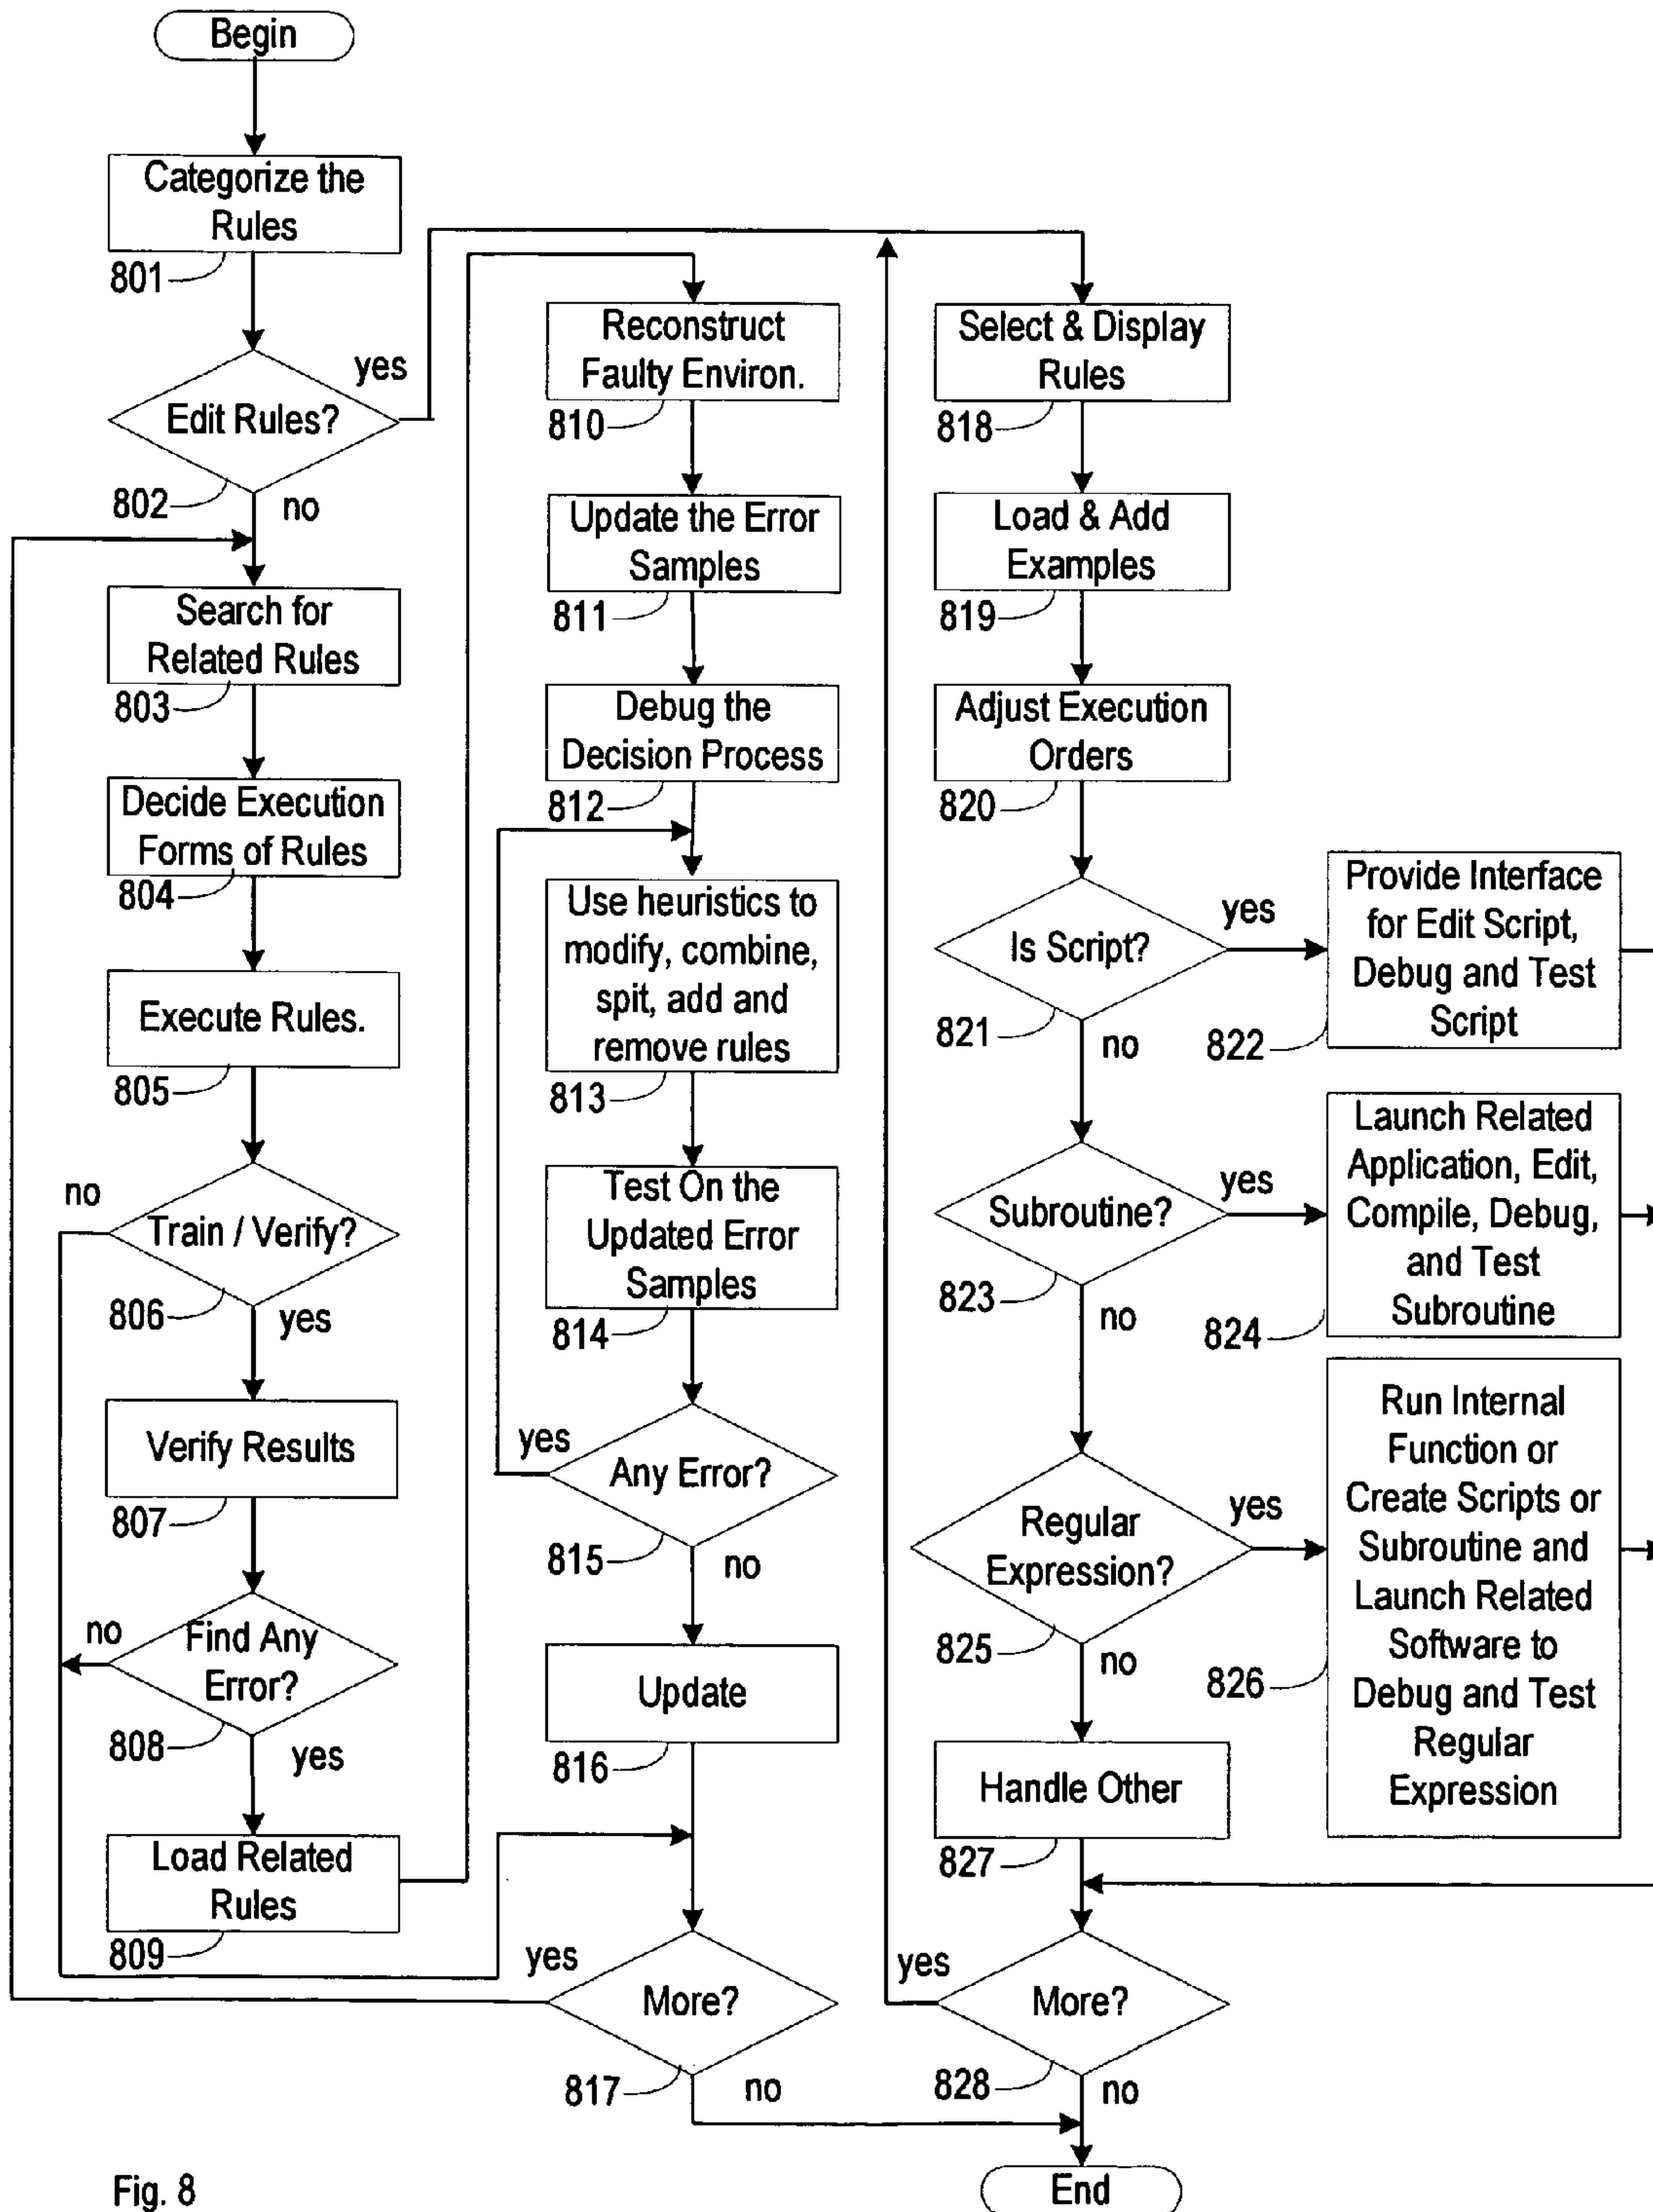 Begin
Categorize the
Rules
801
Edit Rules?
yes
802
no
Search for
Related Rules
803
Decide Execution
Forms of Rules
804
Execute Rules.
805
no
Train / Verify?
806
yes
Verify Results
807
no
Find Any
Error?
808
yes
Load Related
Rules
809
Reconstruct
Faulty Environ.
810
Update the Error
Samples
811
Debug the
Decision Process
812
Use heuristics to
modify, combine,
spit, add and
remove rules
813
Test On the
Updated Error
Samples
814
yes
Any Error?
815
no
Update
816
yes
More?
817
no
Select & Display
Rules
818
Load & Add
Examples
819
Adjust Execution
Orders
820
Is Script?
yes
821
no
Provide Interface
for Edit Script,
Debug and Test
Script
822
Subroutine?
yes
823
no
Launch Related
Application, Edit,
Compile, Debug,
and Test
Subroutine
824
Regular
Expression?
yes
825
no
Run Internal
Function or
Create Scripts or
Subroutine and
Launch Related
Software to
Debug and Test
Regular
Expression
826
Handle Other
827
yes
More?
828
no
End
Fig. 8